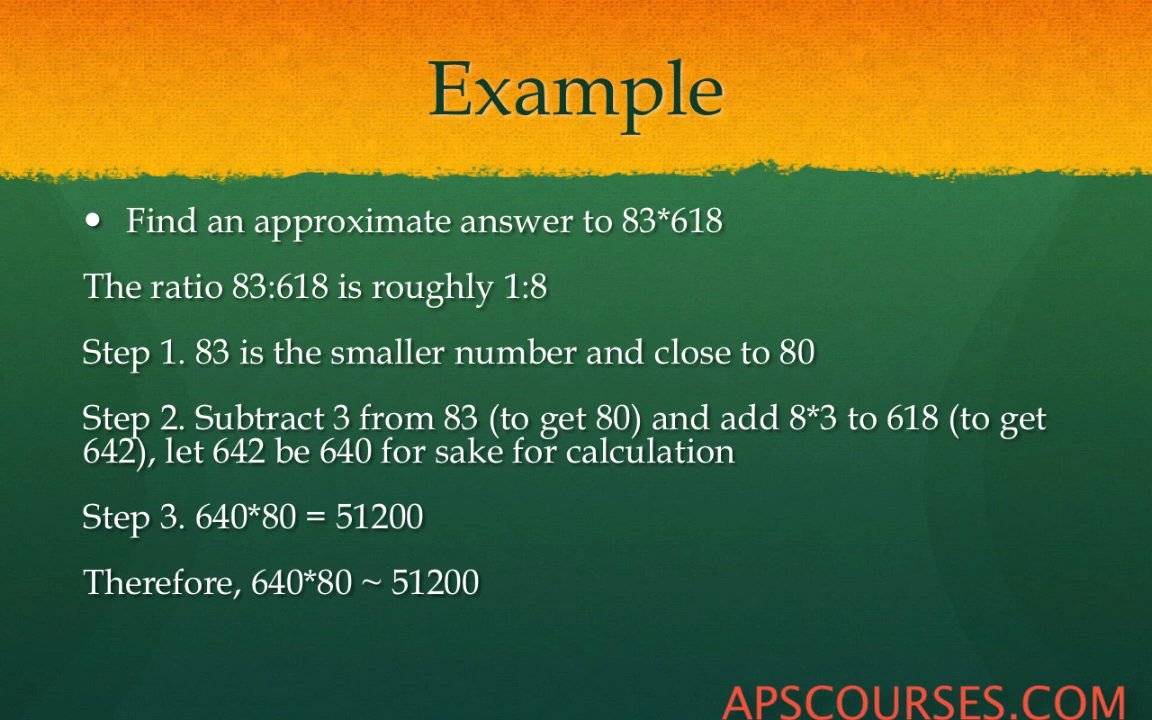 Example
• Find an approximate answer to 83*618
The ratio 83:618 is roughly 1:8
Step 1. 83 is the smaller number and close to 80
Step 2. Subtract 3 from 83 (to get 80) and add 8*3 to 618 (to get
642), let 642 be 640 for sake for calculation
Step 3. 640*80 = 51200
Therefore, 640*80 ~ 51200
APSCOURSES.COM